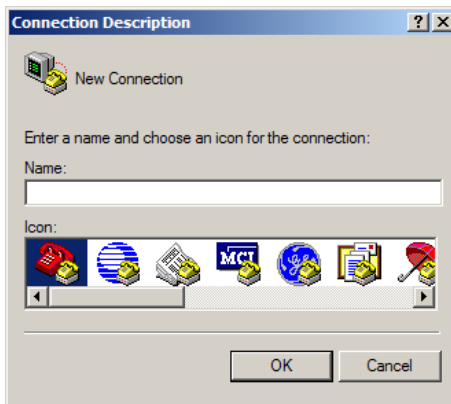 Connection Description
New Connection
Enter a name and choose an icon for the connection:
Name:
Icon:
MCI
OK
Cancel